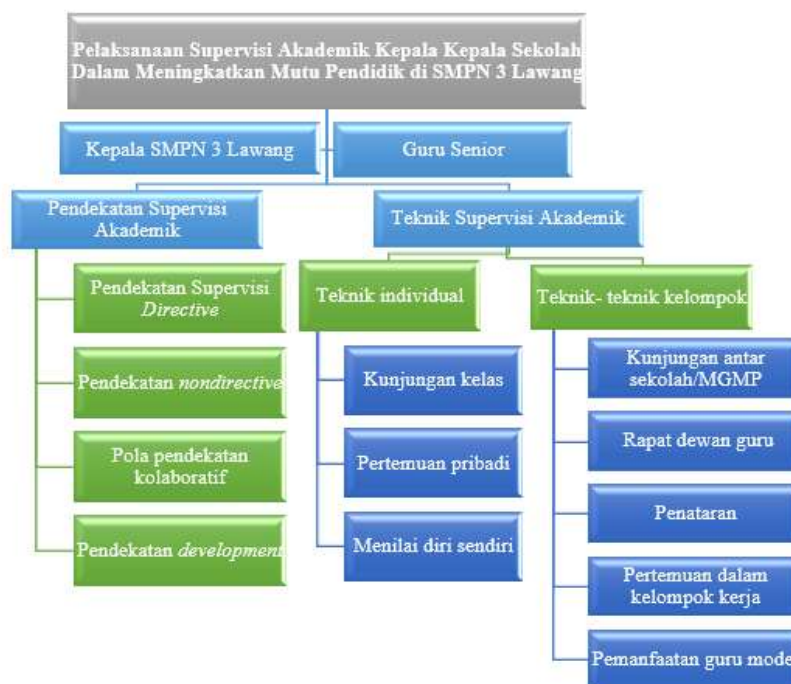 Pelaksanaan Supervisi Akademik Kepala Kepala Sekolah
Dalam Meningkatkan Mutu Pendidik di SMPN 3 Lawang
Kepala SMPN 3 Lawang
Guru Senior
Pendekatan Supervisi
Akademik
Teknik Supervisi Akademik
Pendekatan Supervisi
Directive
Pendekatan nondirective
Pola pendekatan
kolaboratif
Pendekatan development
Teknik individual
Kunjungan kelas
Pertemuan pribadi
Menilai diri sendiri
Teknik- teknik kelompok
Kunjungan antar
sekolah/MGMP
Rapat dewan guru
Penataran
Pertemuan dalam
kelompok kerja
Pemanfaatan guru model